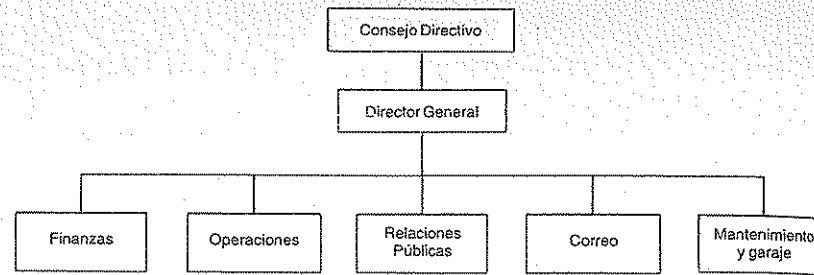 Consejo Directivo
Director General
Finanzas
Operaciones
Relaciones
Públicas
Correo
Mantenimiento
y garaje